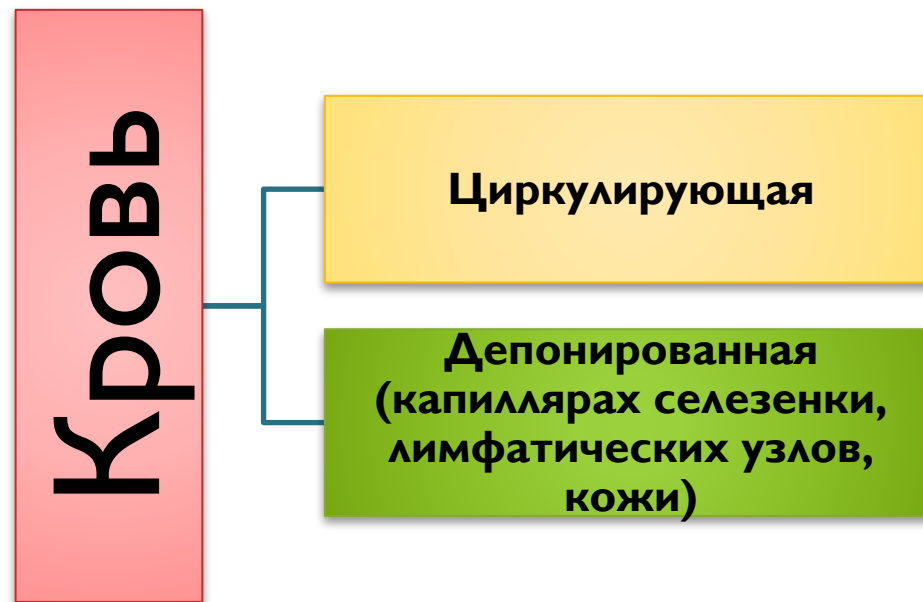 Кровь
Циркулирующая
Депонированная
(капиллярах селезенки,
лимфатических узлов,
кожи)